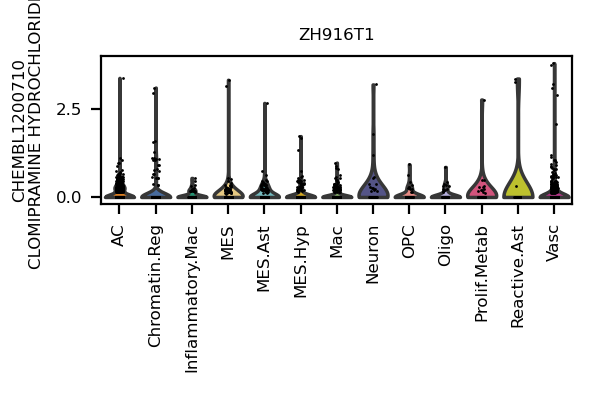 ZH916T1
CHEMBL1200710
CLOMIPRAMINE HYDROCHLORID
2.5
0.0
AC
Chromatin.Reg
Inflammatory.Mac
MES
MES.Ast
MES.Hyp
Mac
Neuron
OPC
Oligo
Prolif.Metab
Reactive.Ast
Vasc